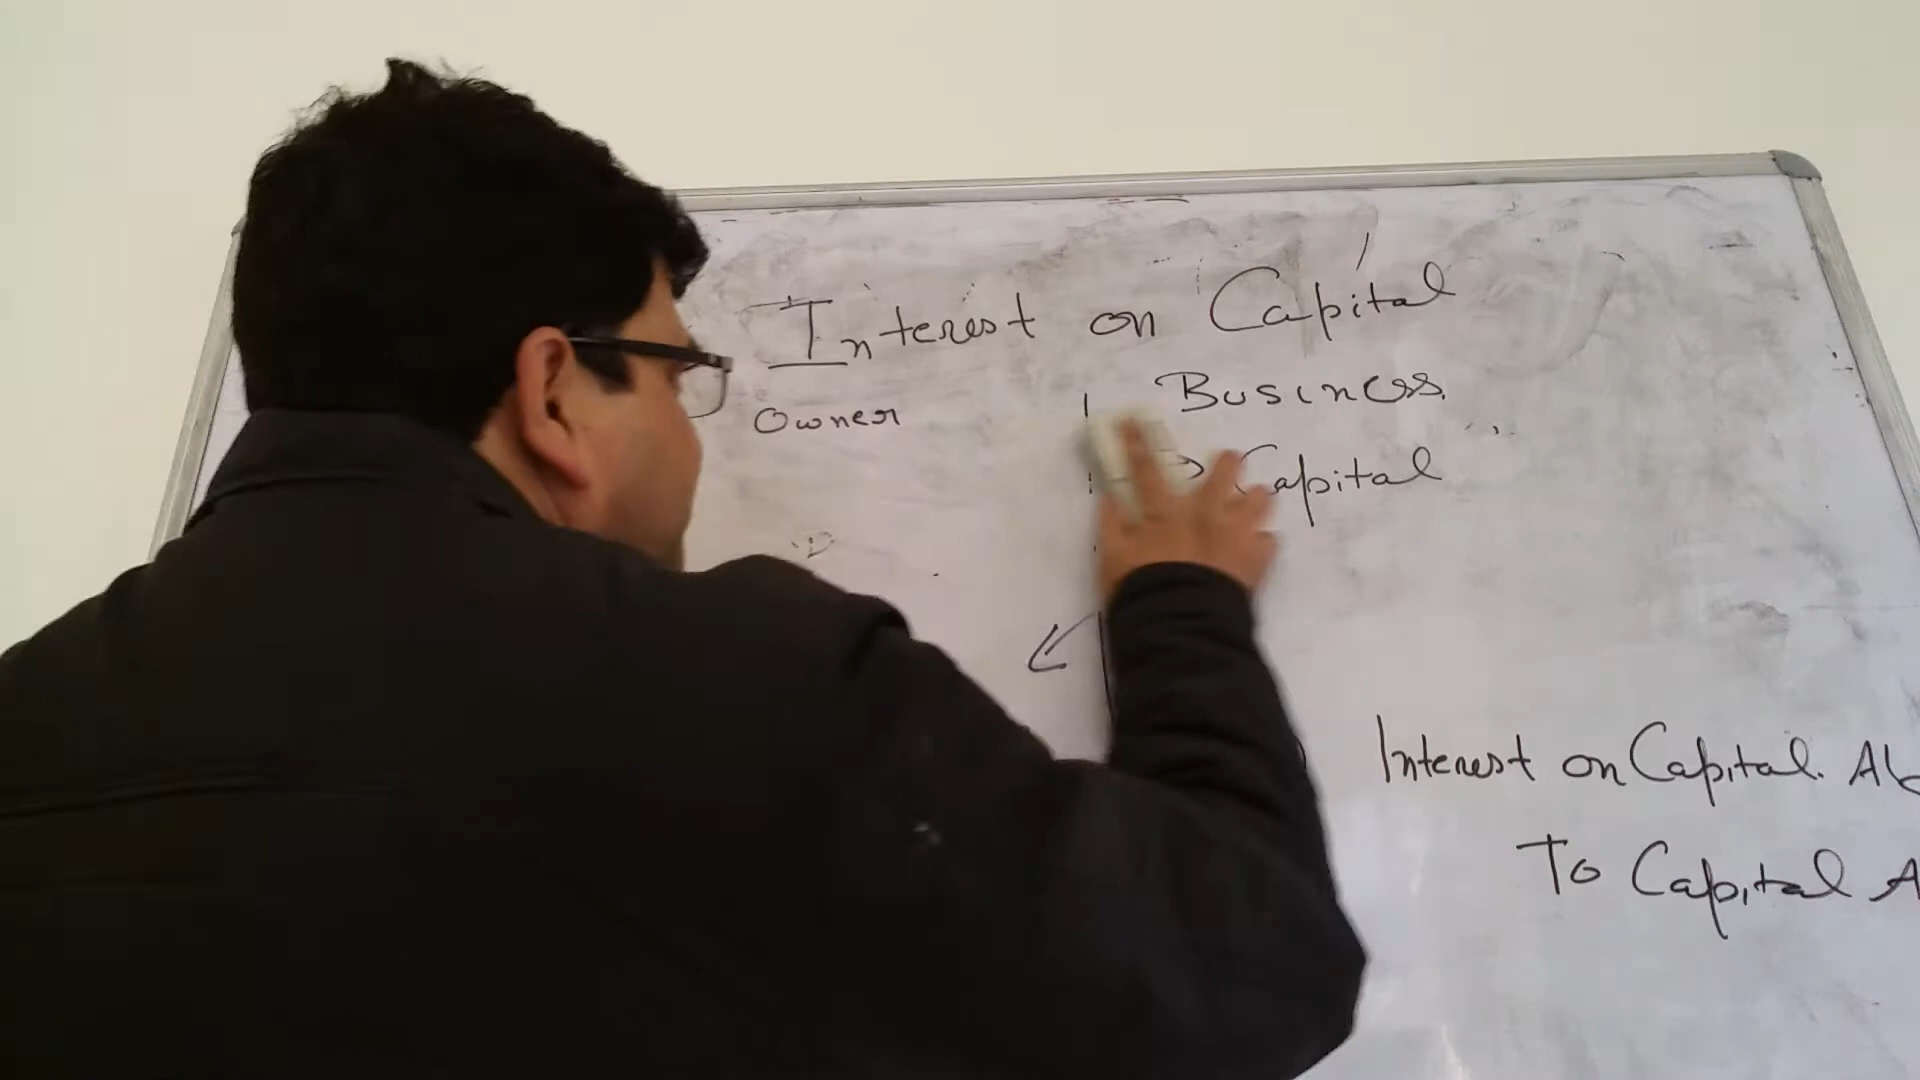 Interest on Capital
Owner Business
Capital
Interest on Capital. A/c
To Capital A